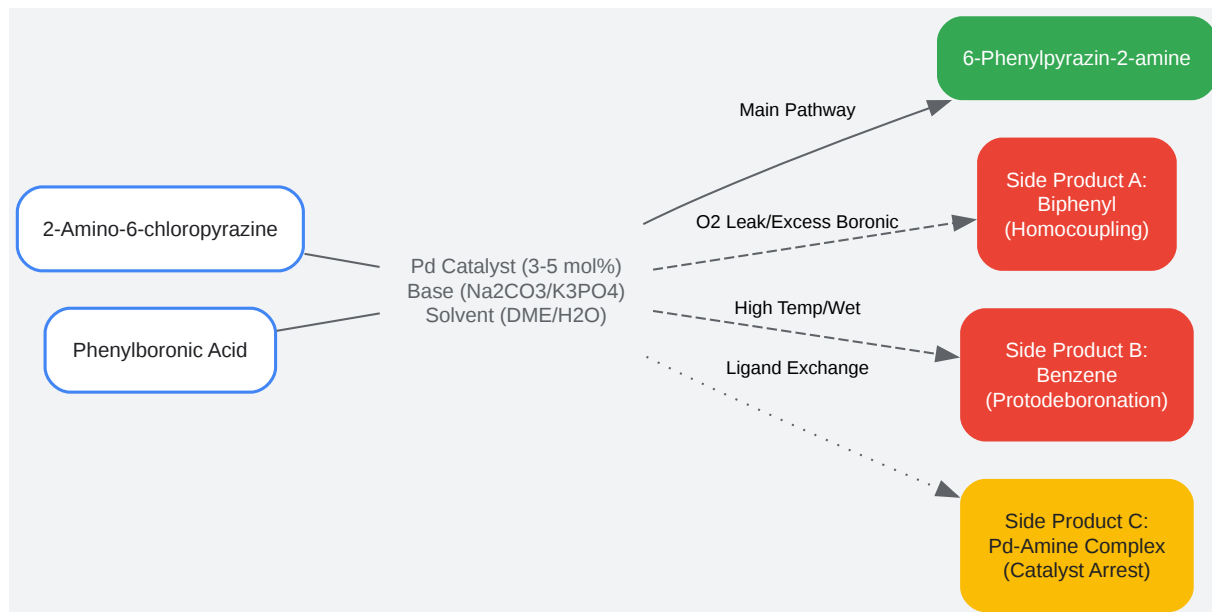 2-Amino-6-chloropyrazine
Phenylboronic Acid
Pd Catalyst (3-5 mol%)
Base (Na2CO3/K3PO4)
Solvent (DME/H2O)
Main Pathway
O2 Leak/Excess Boronic
High Temp/Wet
Ligand Exchange
6-Phenylpyrazin-2-amine
Side Product A:
Biphenyl
(Homocoupling)
Side Product B:
Benzene
(Protodeboronation)
Side Product C:
Pd-Amine Complex
(Catalyst Arrest)